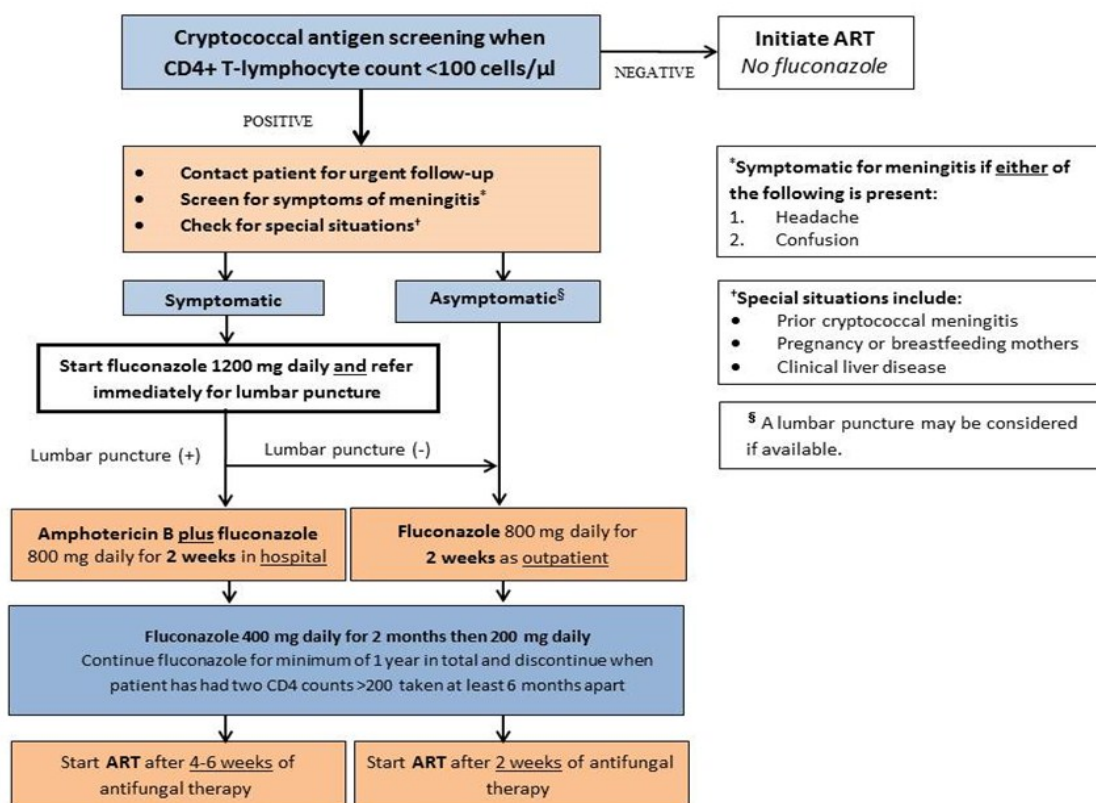 Cryptococcal antigen screening when
CD4+ T-lymphocyte count <100 cells/µl
NEGATIVE
Initiate ART
No fluconazole
POSITIVE
• Contact patient for urgent follow-up
• Screen for symptoms of meningitis*
• Check for special situations†
*Symptomatic for meningitis if either of
the following is present:
1. Headache
2. Confusion
Symptomatic
Asymptomatic§
†Special situations include:
• Prior cryptococcal meningitis
• Pregnancy or breastfeeding mothers
• Clinical liver disease
Start fluconazole 1200 mg daily and refer
immediately for lumbar puncture
§ A lumbar puncture may be considered
if available.
Lumbar puncture (+)
Lumbar puncture (-)
Amphotericin B plus fluconazole
800 mg daily for 2 weeks in hospital
Fluconazole 800 mg daily for
2 weeks as outpatient
Fluconazole 400 mg daily for 2 months then 200 mg daily
Continue fluconazole for minimum of 1 year in total and discontinue when
patient has had two CD4 counts >200 taken at least 6 months apart
Start ART after 4-6 weeks of
antifungal therapy
Start ART after 2 weeks of antifungal
therapy